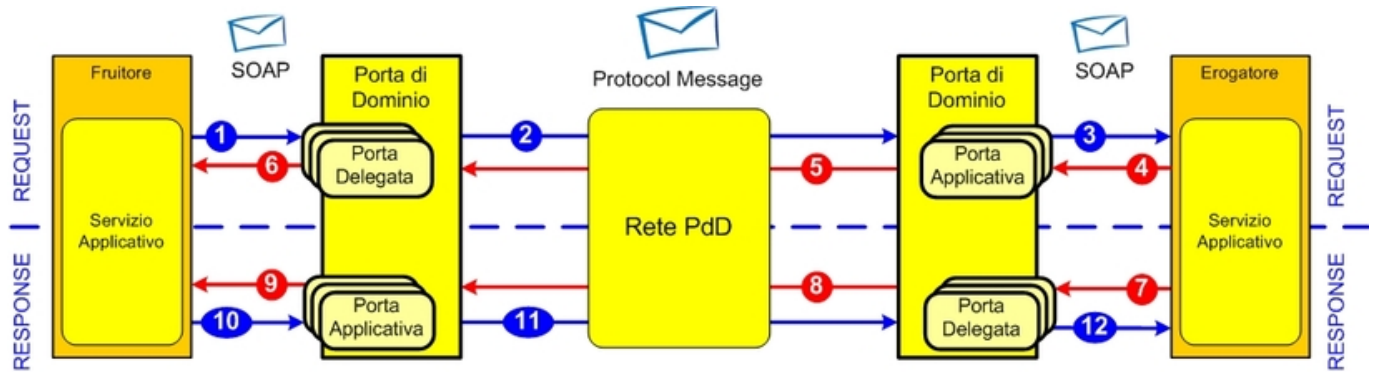 SOAP
Protocol Message
SOAP
Fruitore
Porta di
Dominio
Porta di
Dominio
Erogatore
REQUEST
1
2
3
REQUEST
6
Porta
Delegata
5
Porta
Applicativa
4
Servizio
Applicativo
Rete PdD
Servizio
Applicativo
RESPONSE
9
8
7
RESPONSE
Porta
Applicativa
Porta
Delegata
10
11
12